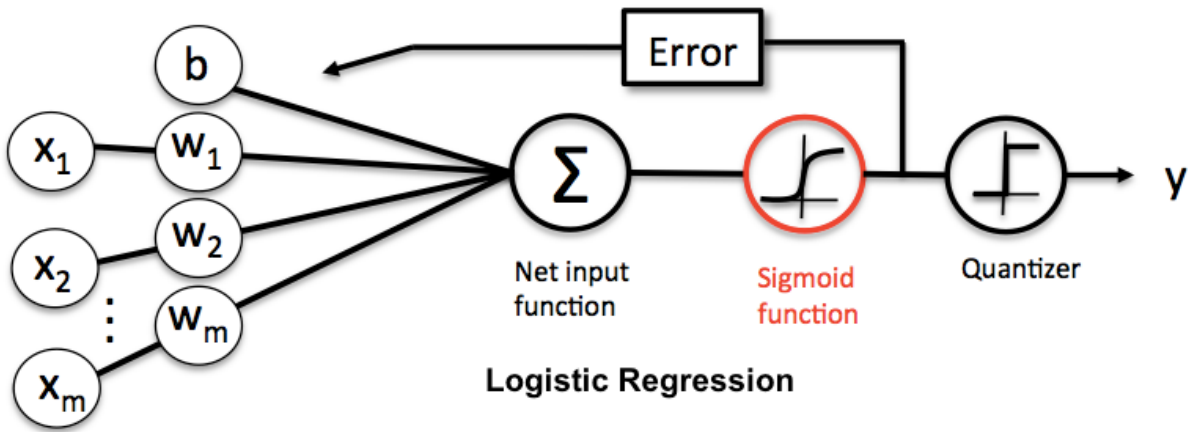 b
Error
x₁
w₁
Σ
y
x₂
w₂
⋮
wₘ
xₘ
Net input
function
Sigmoid
function
Quantizer
Logistic Regression